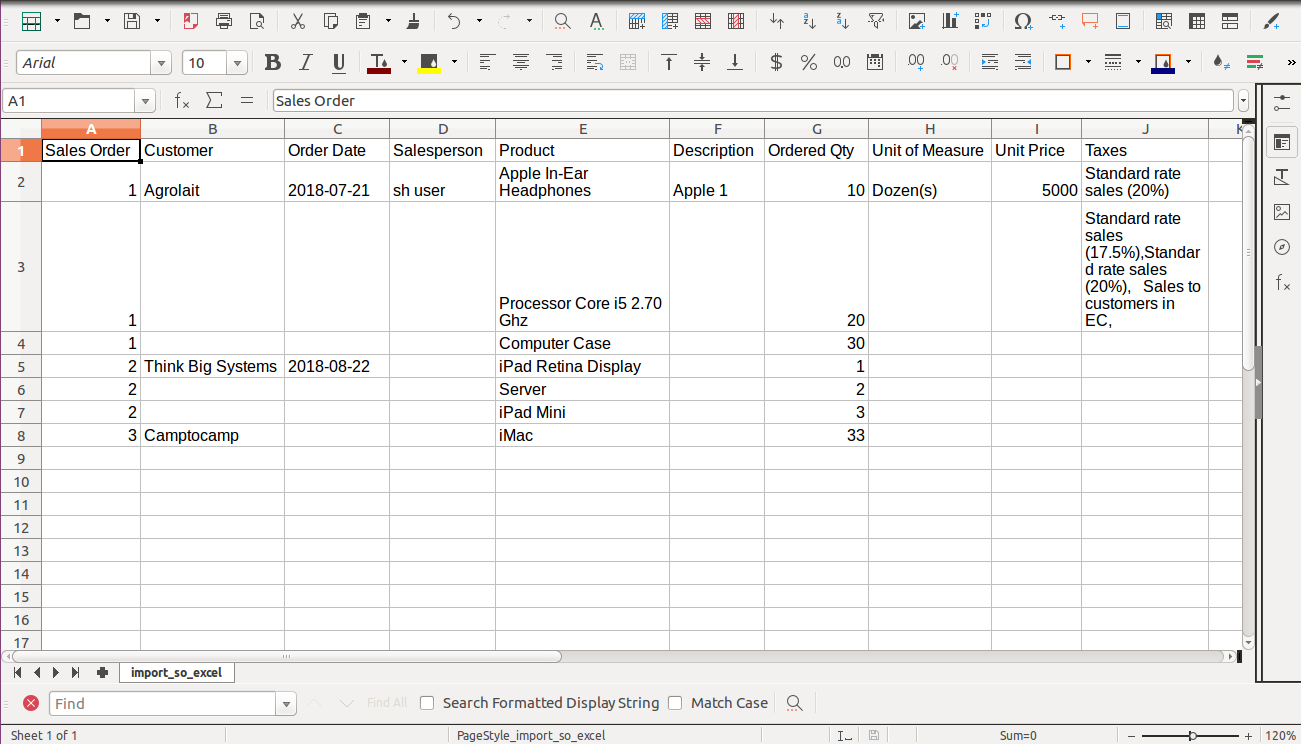 Arial 10
A1 Sales Order
A B C D E F G H I J K
1 Sales Order Customer Order Date Salesperson Product Description Ordered Qty Unit of Measure Unit Price Taxes
2 1 Agrolait 2018-07-21 sh user Apple In-Ear Headphones Apple 1 10 Dozen(s) 5000 Standard rate sales (20%)
3 1 Processor Core i5 2.70 Ghz 20 Standard rate sales (17.5%),Standard rate sales (20%), Sales to customers in EC,
4 1 Computer Case 30
5 2 Think Big Systems 2018-08-22 iPad Retina Display 1
6 2 Server 2
7 2 iPad Mini 3
8 3 Camptocamp iMac 33
9
10
11
12
13
14
15
16
17
import_so_excel
Find Find All Search Formatted Display String Match Case
Sheet 1 of 1 PageStyle_import_so_excel Sum=0 120%